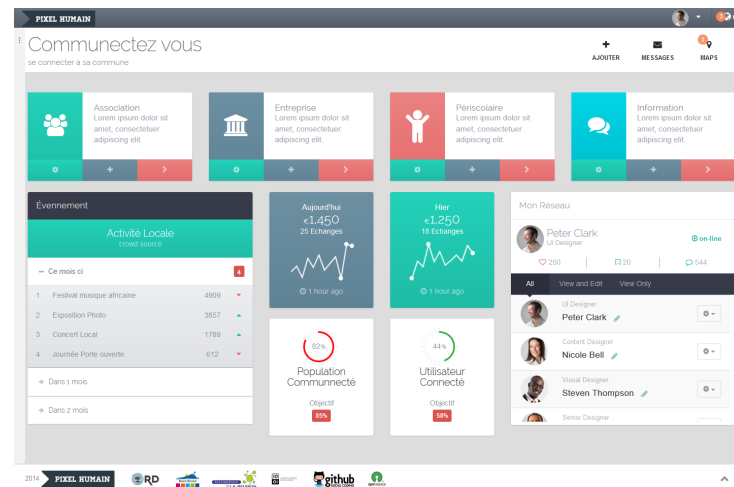 PIXEL HUMAIN
Communectez vous
se connecter à sa commune
AJOUTER
MESSAGES
MAPS
Association
Lorem ipsum dolor sit
amet, consectetuer
adipiscing elit.
Entreprise
Lorem ipsum dolor sit
amet, consectetuer
adipiscing elit.
Périscolaire
Lorem ipsum dolor sit
amet, consectetuer
adipiscing elit.
Information
Lorem ipsum dolor sit
amet, consectetuer
adipiscing elit.
Évennement
Activité Locale
crowd sourcé
Ce mois ci 4
1 Festival musique africaine 4909
2 Exposition Photo 3857
3 Concert Local 1789
4 Journée Porte ouverte 612
Dans 1 mois
Dans 2 mois
Aujourd'hui
€1,450
25 Echanges
1 hour ago
Hier
€1,250
16 Echanges
1 hour ago
82%
Population
Communnecté
Objectif
85%
44%
Utilisateur
Connecté
Objectif
58%
Mon Réseau
Peter Clark
UI Designer
on-line
250 20 544
All View and Edit View Only
UI Designer
Peter Clark
Content Designer
Nicole Bell
Visual Designer
Steven Thompson
Senior Designer
2014 PIXEL HUMAIN
RD
github
SOCIAL CODING
open source